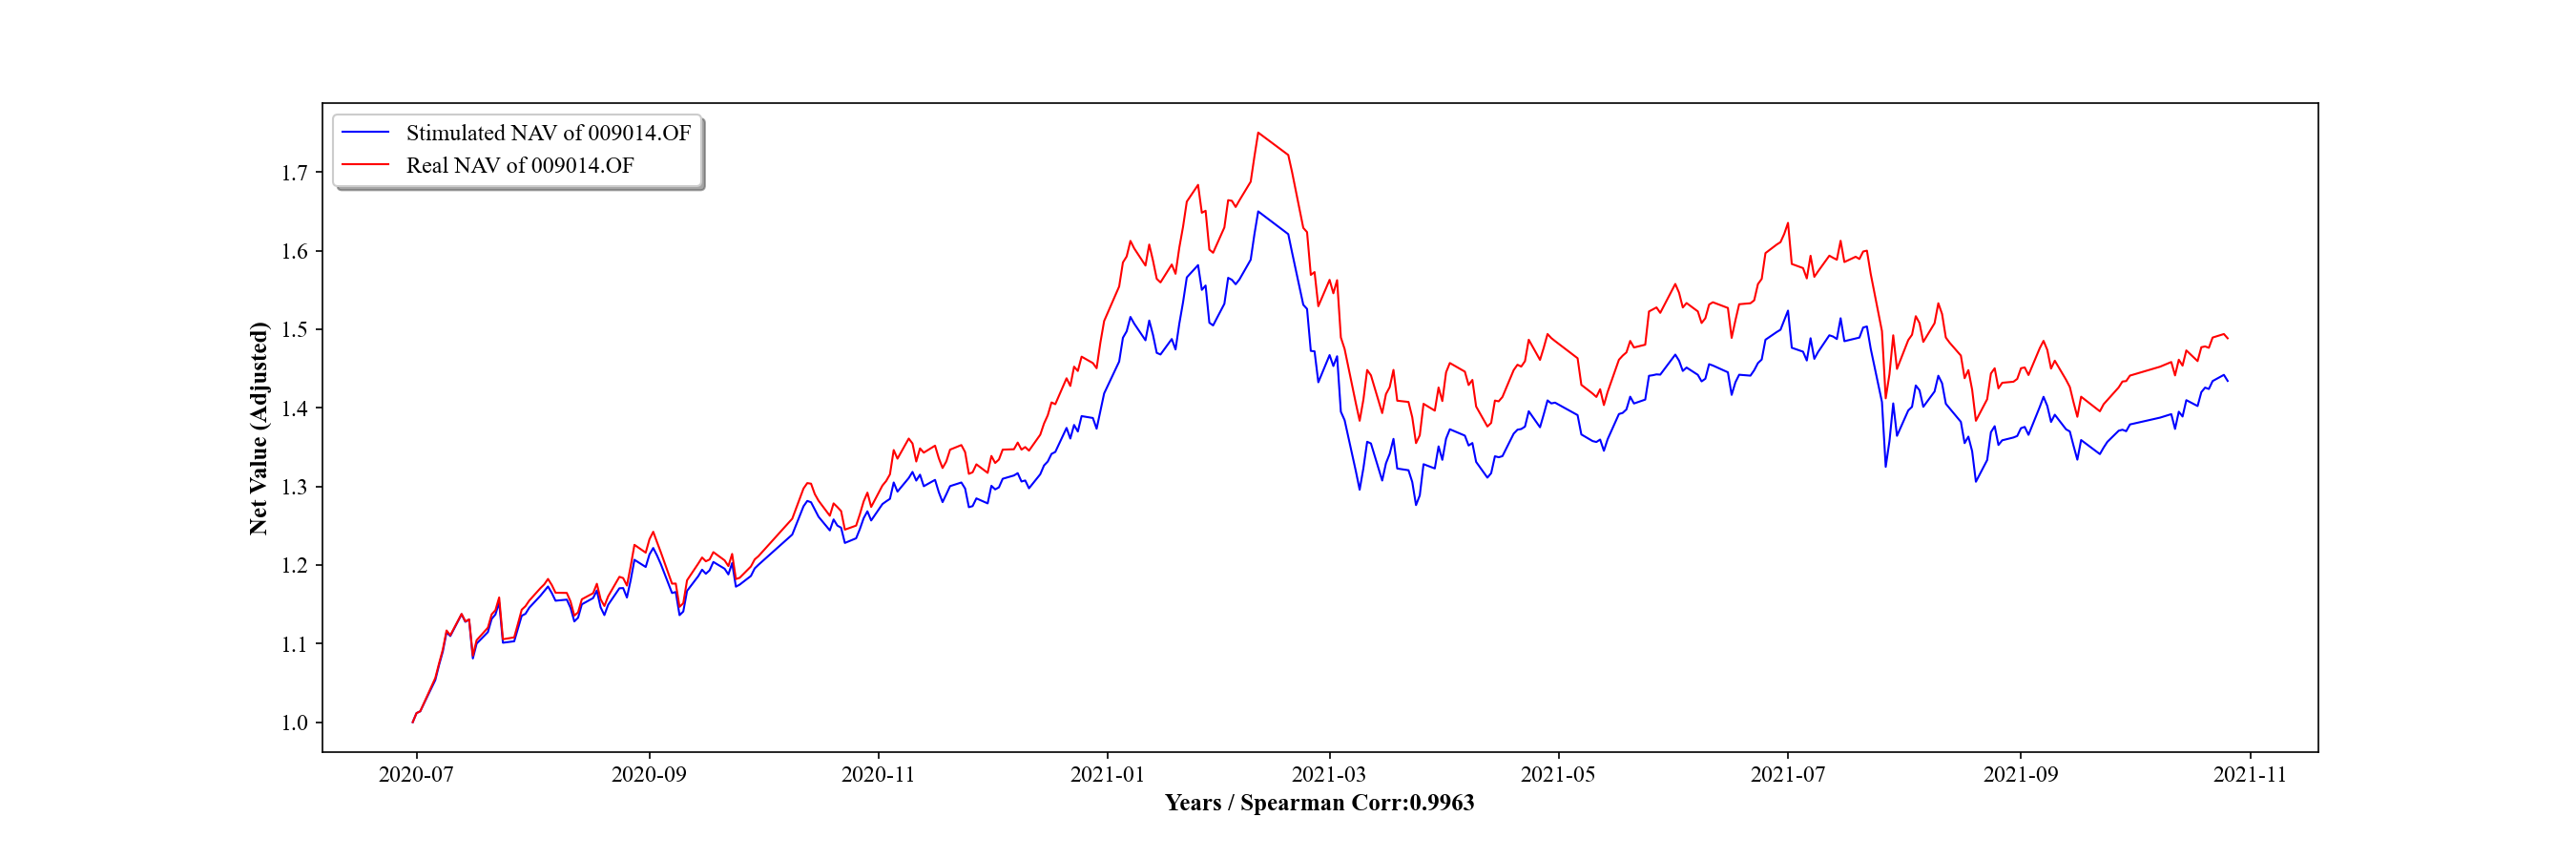 Stimulated NAV of 009014.OF
Real NAV of 009014.OF
Net Value (Adjusted)
1.7
1.6
1.5
1.4
1.3
1.2
1.1
1.0
2020-07 2020-09 2020-11 2021-01 2021-03 2021-05 2021-07 2021-09 2021-11
Years / Spearman Corr:0.9963